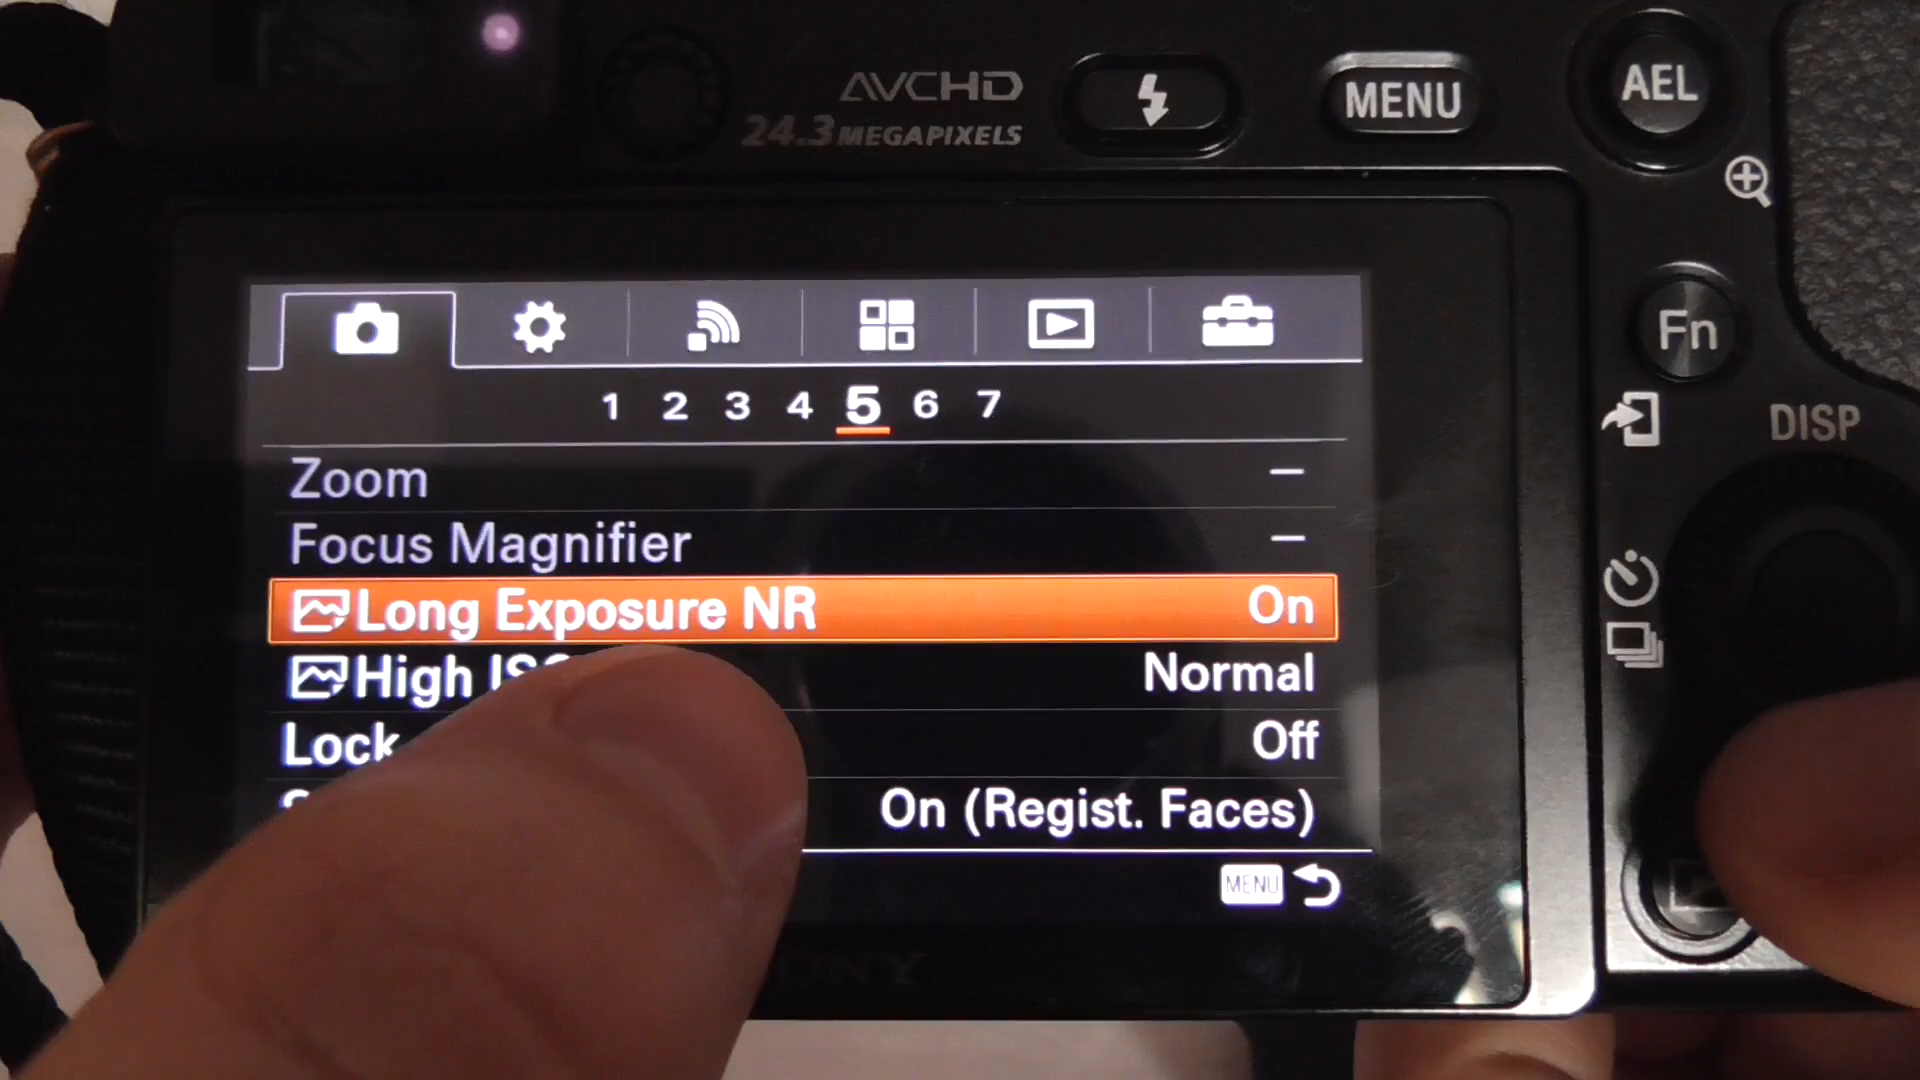 AVCHD
24.3 MEGAPIXELS
MENU
AEL
Fn
DISP
1 2 3 4 5 6 7
Zoom –
Focus Magnifier –
Long Exposure NR On
High Normal
Lock Off
On (Regist. Faces)
MENU